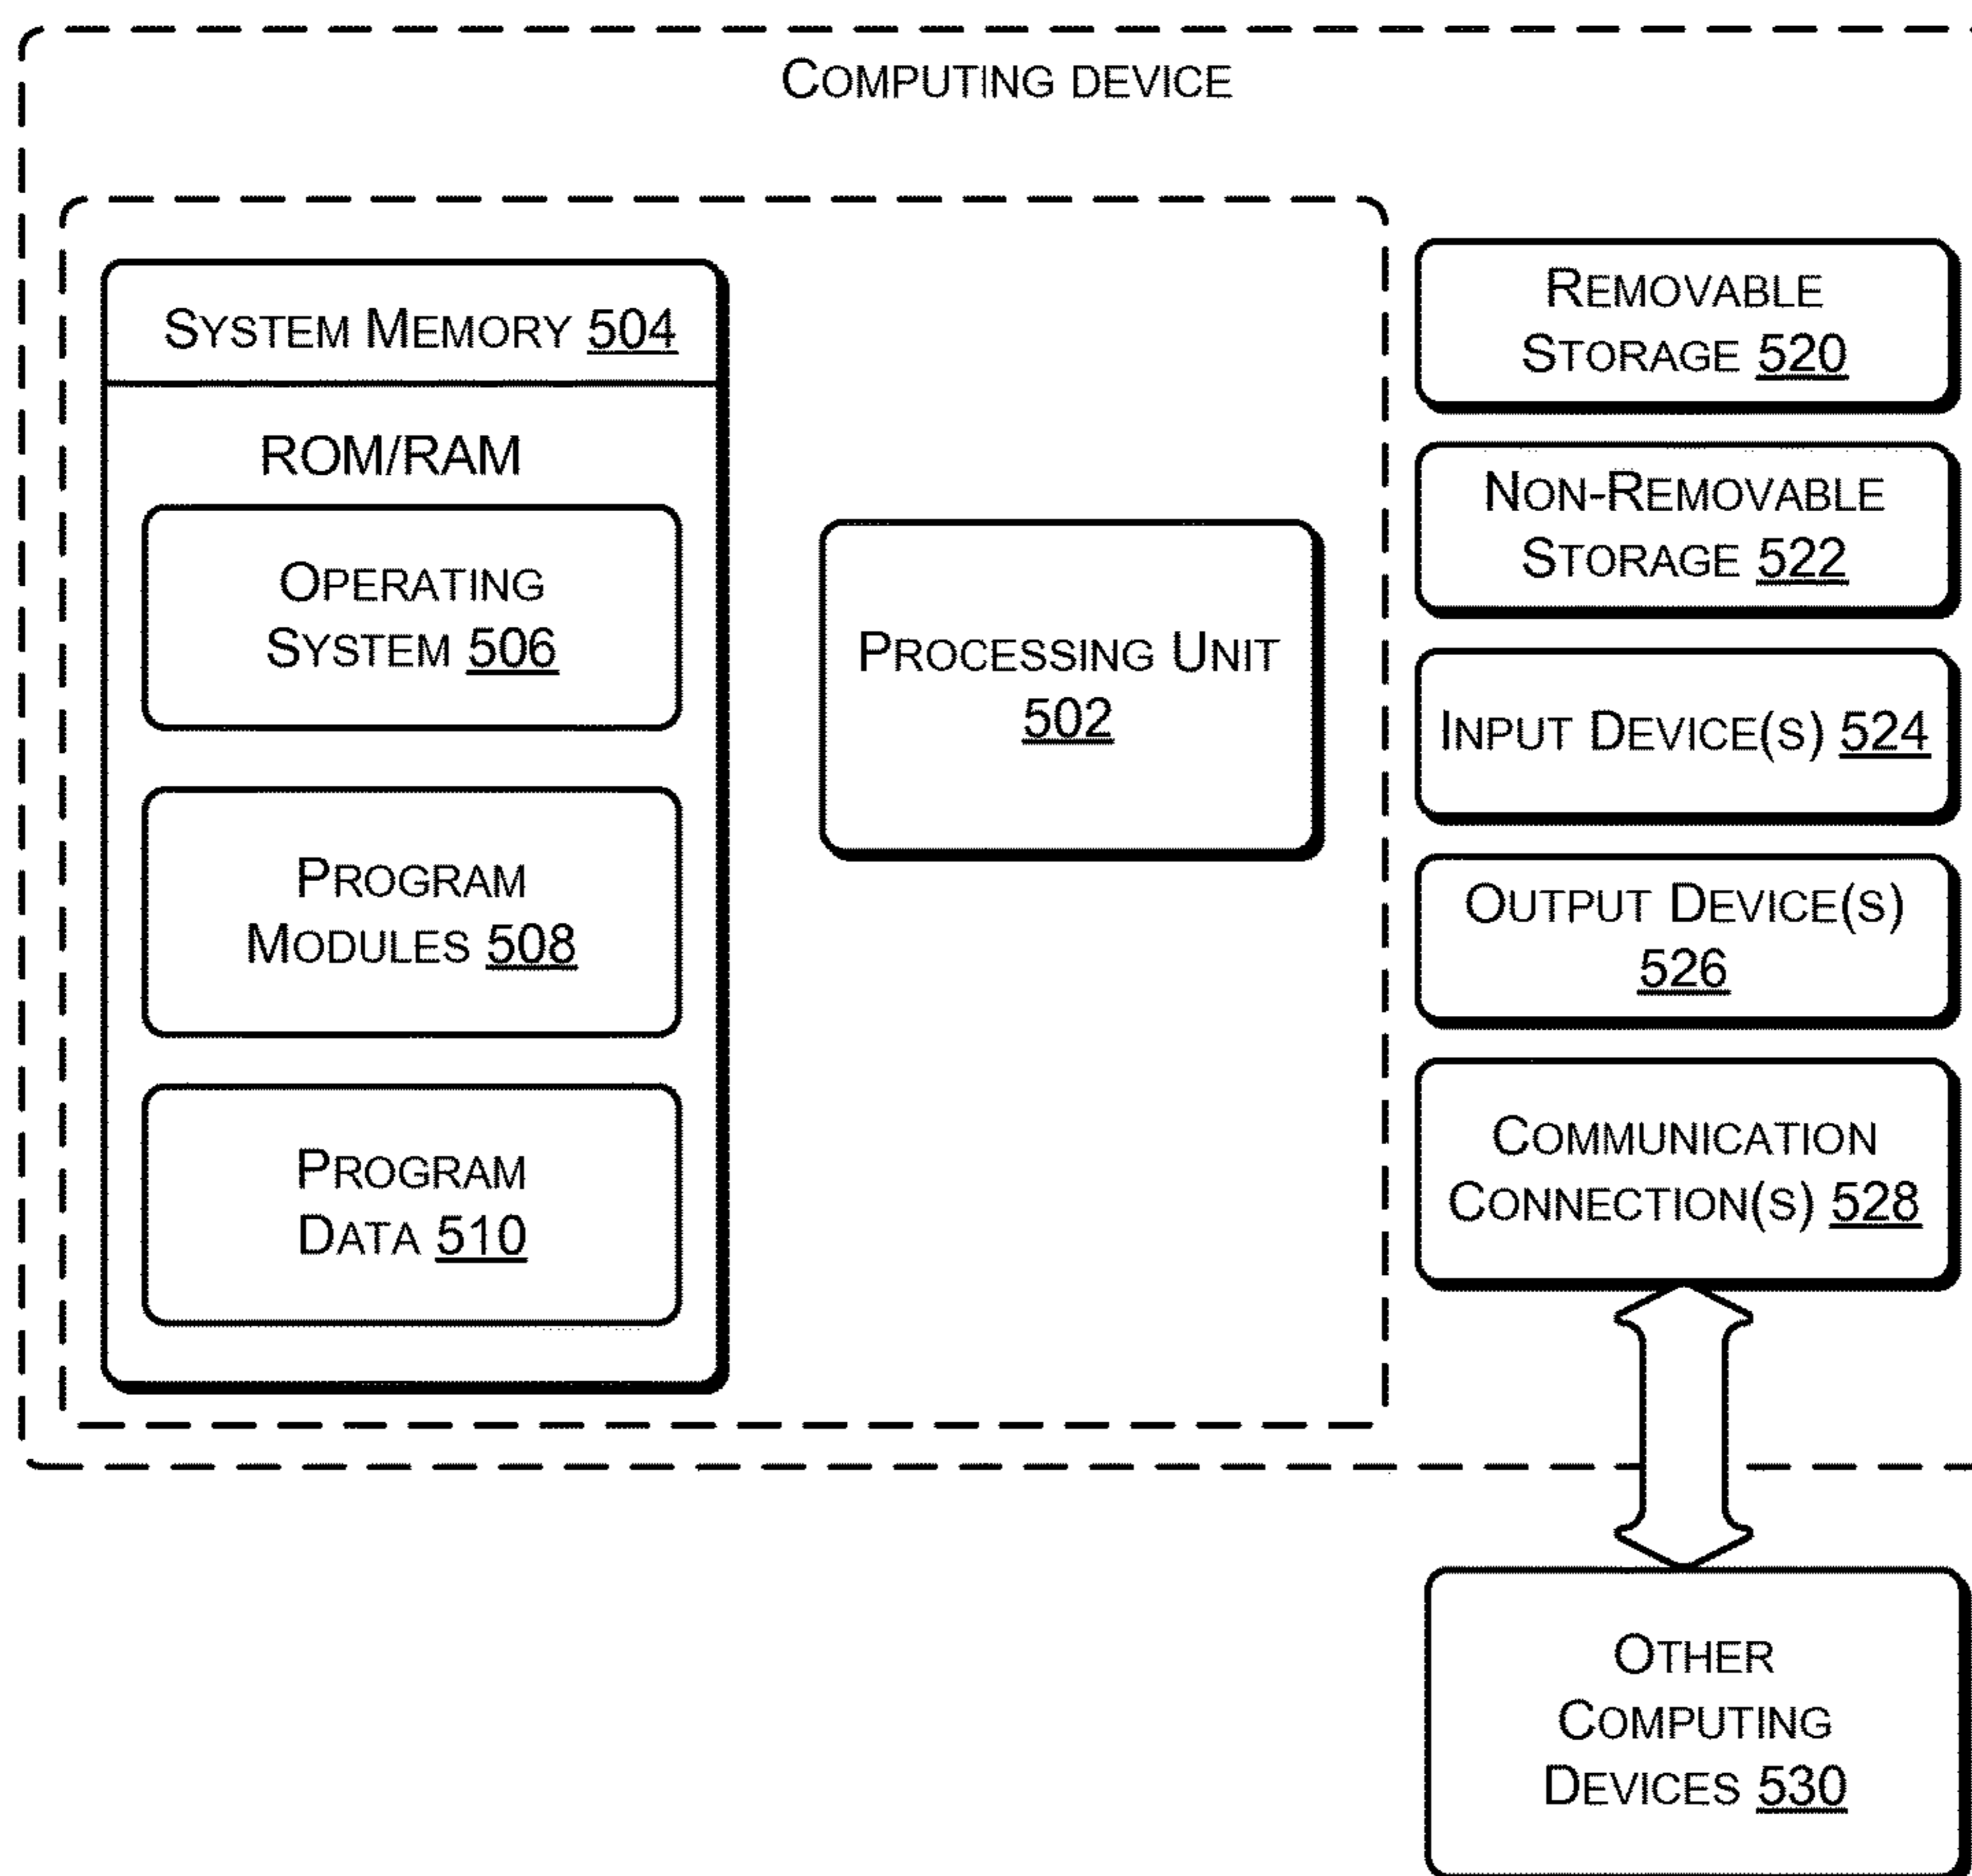 COMPUTING DEVICE
SYSTEM MEMORY 504
ROM/RAM
OPERATING
SYSTEM 506
PROGRAM
MODULES 508
PROGRAM
DATA 510
PROCESSING UNIT
502
REMOVABLE
STORAGE 520
NON-REMOVABLE
STORAGE 522
INPUT DEVICE(S) 524
OUTPUT DEVICE(S)
526
COMMUNICATION
CONNECTION(S) 528
OTHER
COMPUTING
DEVICES 530